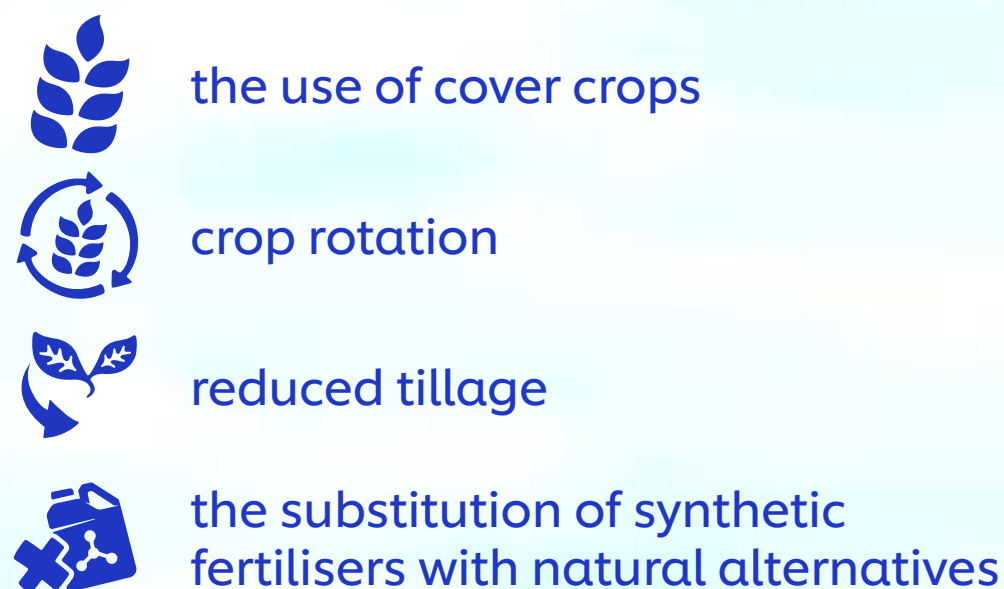 the use of cover crops
crop rotation
reduced tillage
the substitution of synthetic
fertilisers with natural alternatives